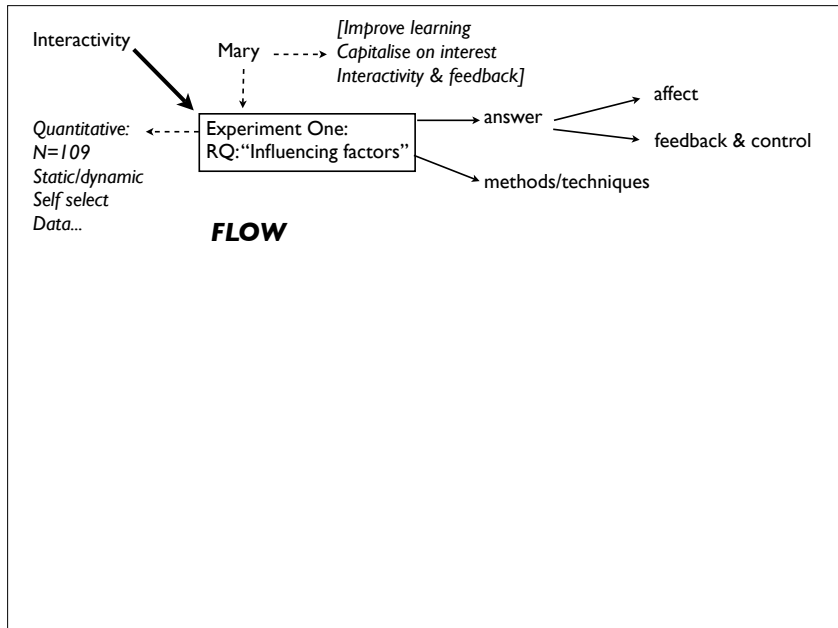 Interactivity
Mary
[Improve learning
Capitalise on interest
Interactivity & feedback]
Quantitative:
N=109
Static/dynamic
Self select
Data...
Experiment One:
RQ: “Influencing factors”
answer
affect
feedback & control
methods/techniques
FLOW